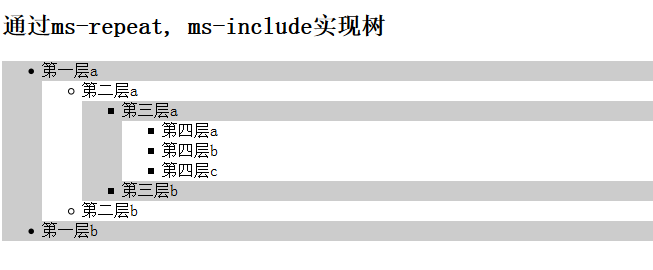 通过ms-repeat, ms-include实现树
第一层a
第二层a
第三层a
第四层a
第四层b
第四层c
第三层b
第二层b
第一层b